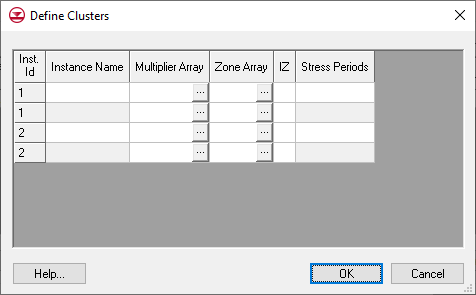 Define Clusters
Inst. Id Instance Name Multiplier Array Zone Array IZ Stress Periods
1 ... ...
1 ... ...
2 ... ...
2 ... ...
Help... OK Cancel